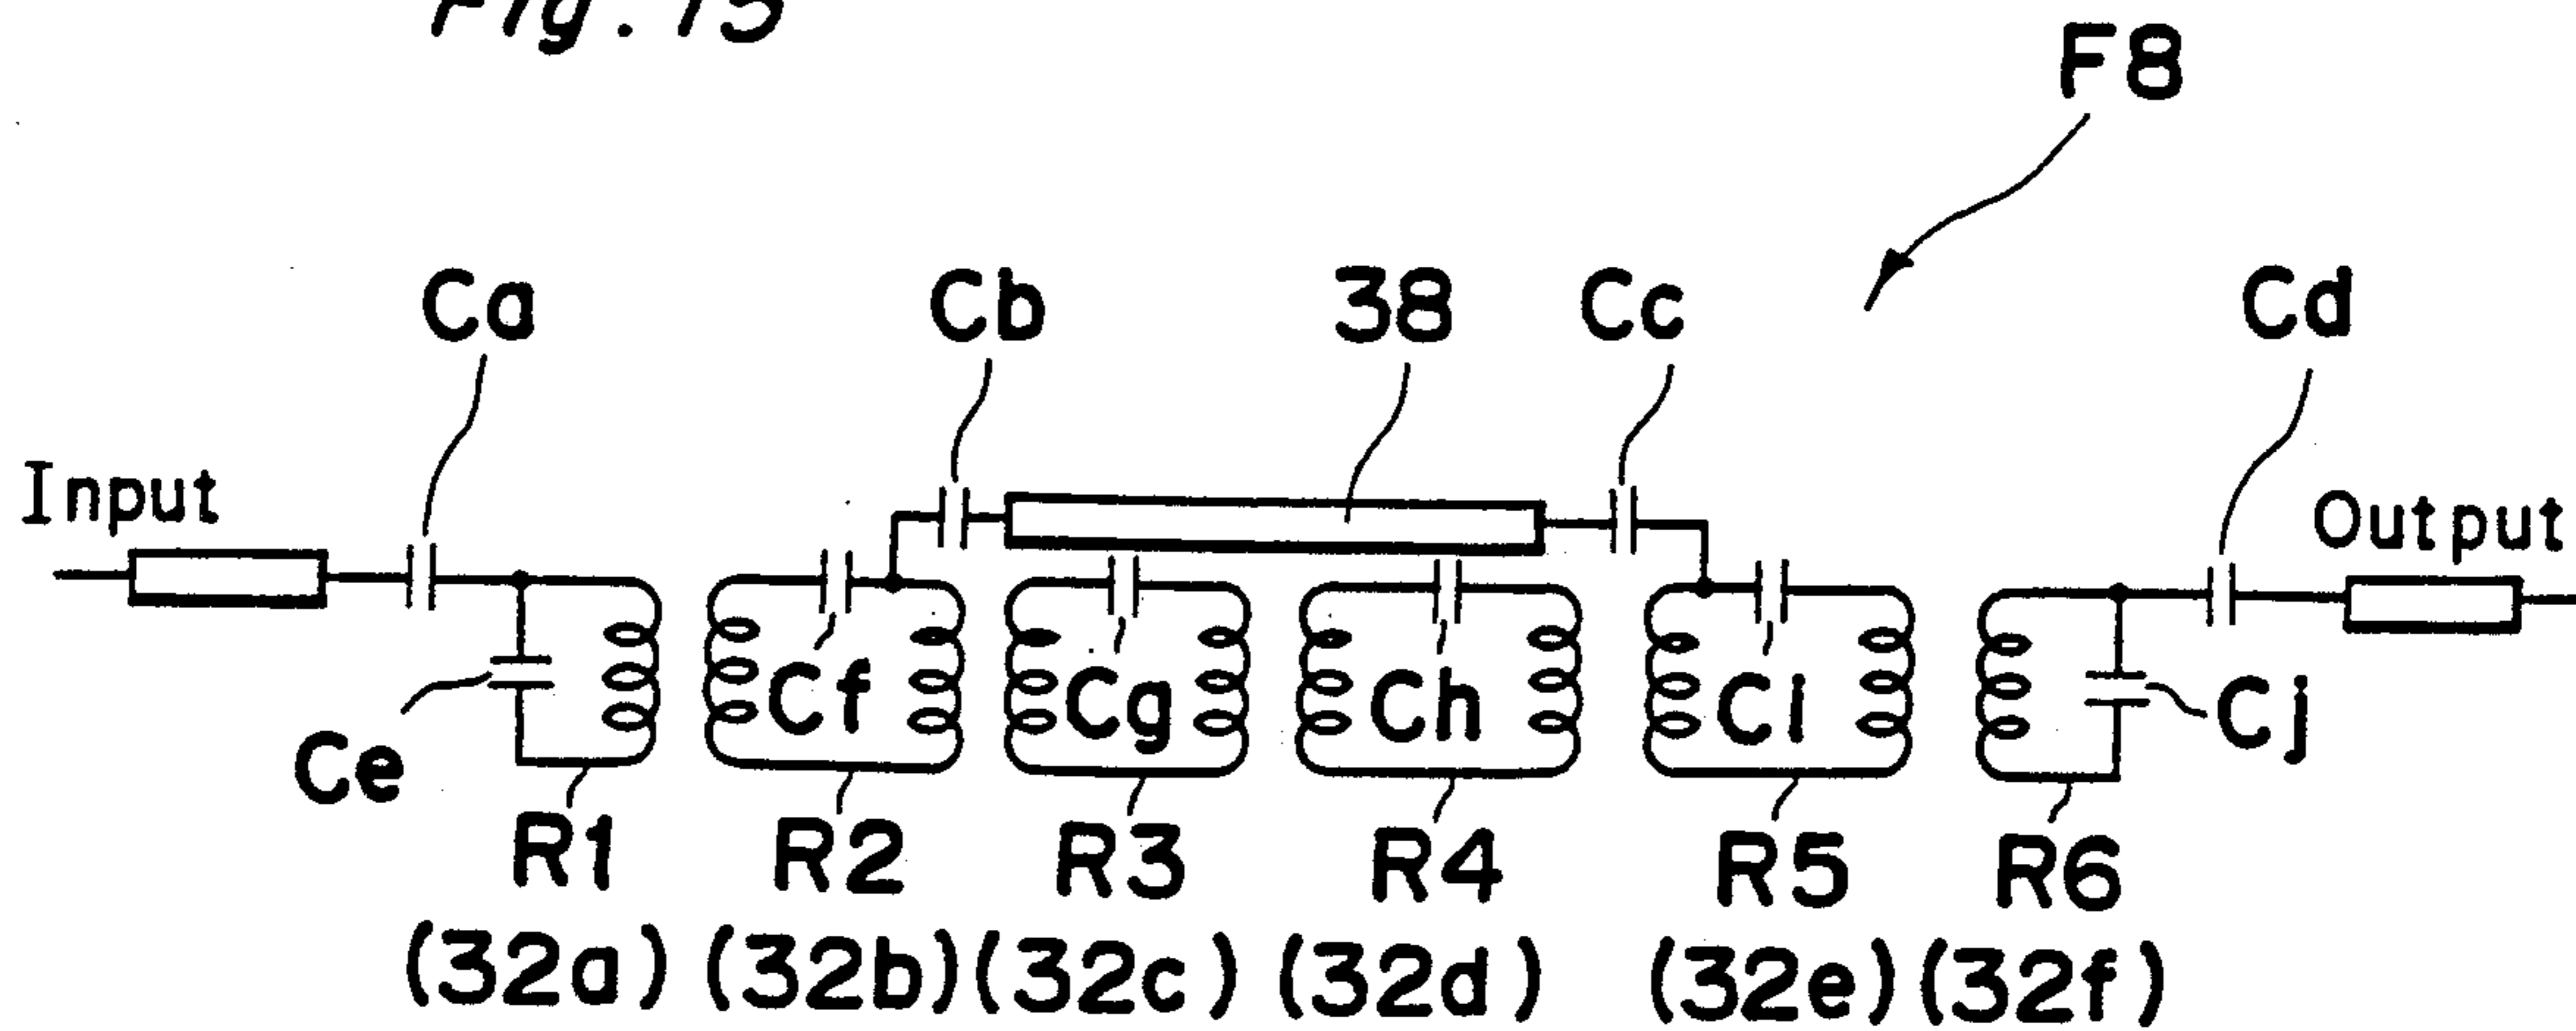 Fig. 15
F8
Ca Cb 38 Cc Cd
Input
Output
Ce Cf Cg Ch Ci Cj
R1 R2 R3 R4 R5 R6
(32a) (32b) (32c) (32d) (32e) (32f)